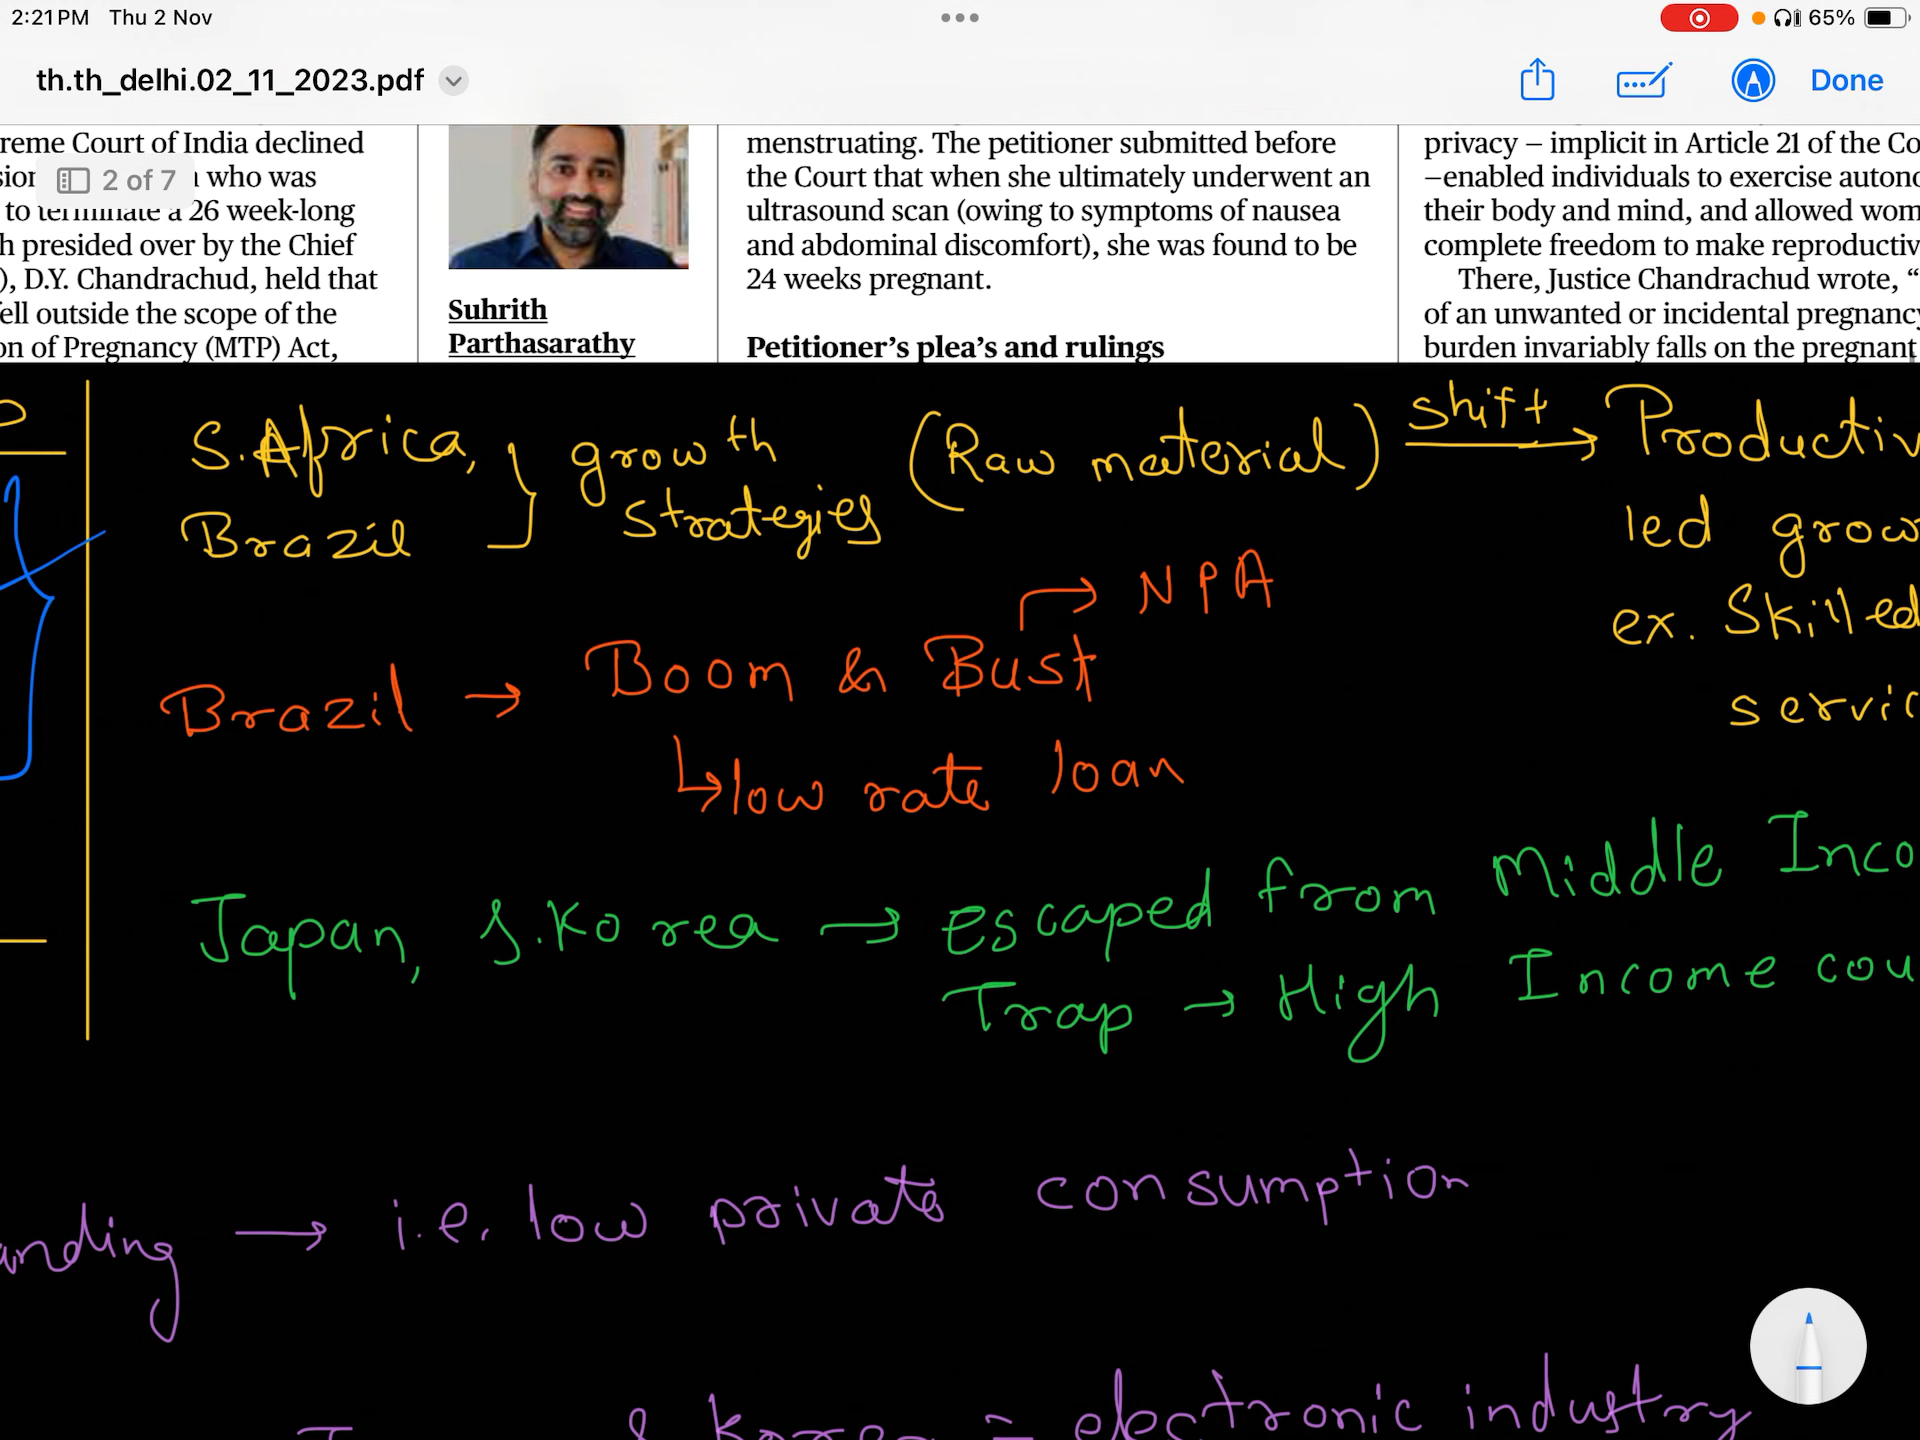 2:21 PM Thu 2 Nov
65%
th.th_delhi.02_11_2023.pdf
Done
2 of 7
reme Court of India declined
sion who was
to terminate a 26 week-long
h presided over by the Chief
), D.Y. Chandrachud, held that
ell outside the scope of the
on of Pregnancy (MTP) Act,
Suhrith
Parthasarathy
menstruating. The petitioner submitted before
the Court that when she ultimately underwent an
ultrasound scan (owing to symptoms of nausea
and abdominal discomfort), she was found to be
24 weeks pregnant.
Petitioner's plea's and rulings
privacy – implicit in Article 21 of the Co
–enabled individuals to exercise autono
their body and mind, and allowed wom
complete freedom to make reproductiv
There, Justice Chandrachud wrote, “
of an unwanted or incidental pregnancy
burden invariably falls on the pregnant
S. Africa, } growth (Raw material) shift → Productiv
Brazil strategies led grow
ex. Skilled
servic
NPA
Brazil → Boom & Bust
low rate loan
Japan, S.Korea → escaped from Middle Inco
Trap → High Income cou
anding → i.e. low private consumption
Korea = electronic industry